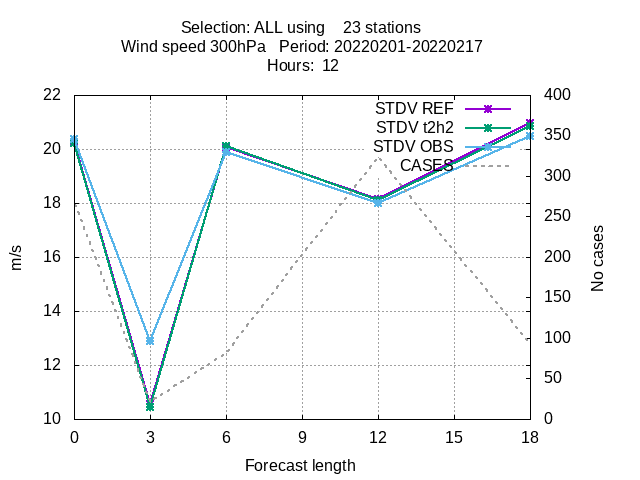 Selection: ALL using    23 stations
Wind speed 300hPa   Period: 20220201-20220217
Hours:  12
22
20
18
16
14
12
10
400
350
300
250
200
150
100
50
0
STDV REF
STDV t2h2
STDV OBS
CASES
m/s
No cases
0
3
6
9
12
15
18
Forecast length